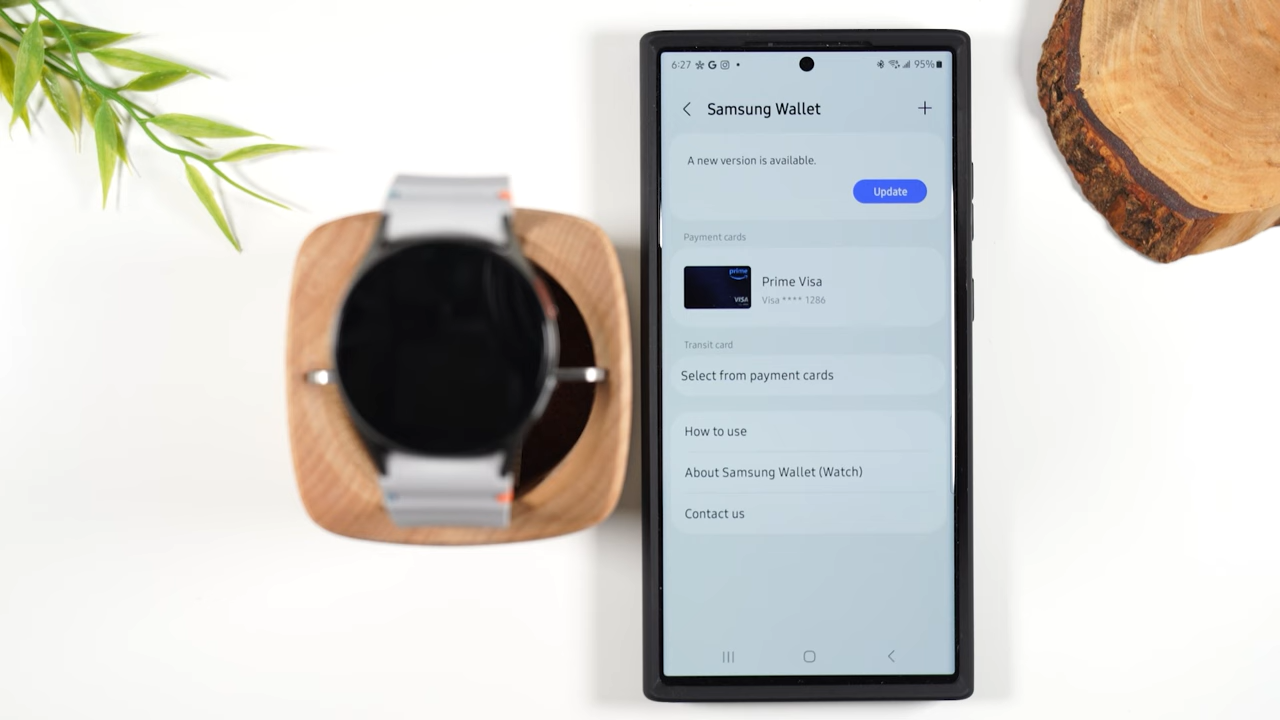 6:27 G 95%
Samsung Wallet
A new version is available.
Update
Payment cards
prime
VISA
Prime Visa
Visa **** 1286
Transit card
Select from payment cards
How to use
About Samsung Wallet (Watch)
Contact us